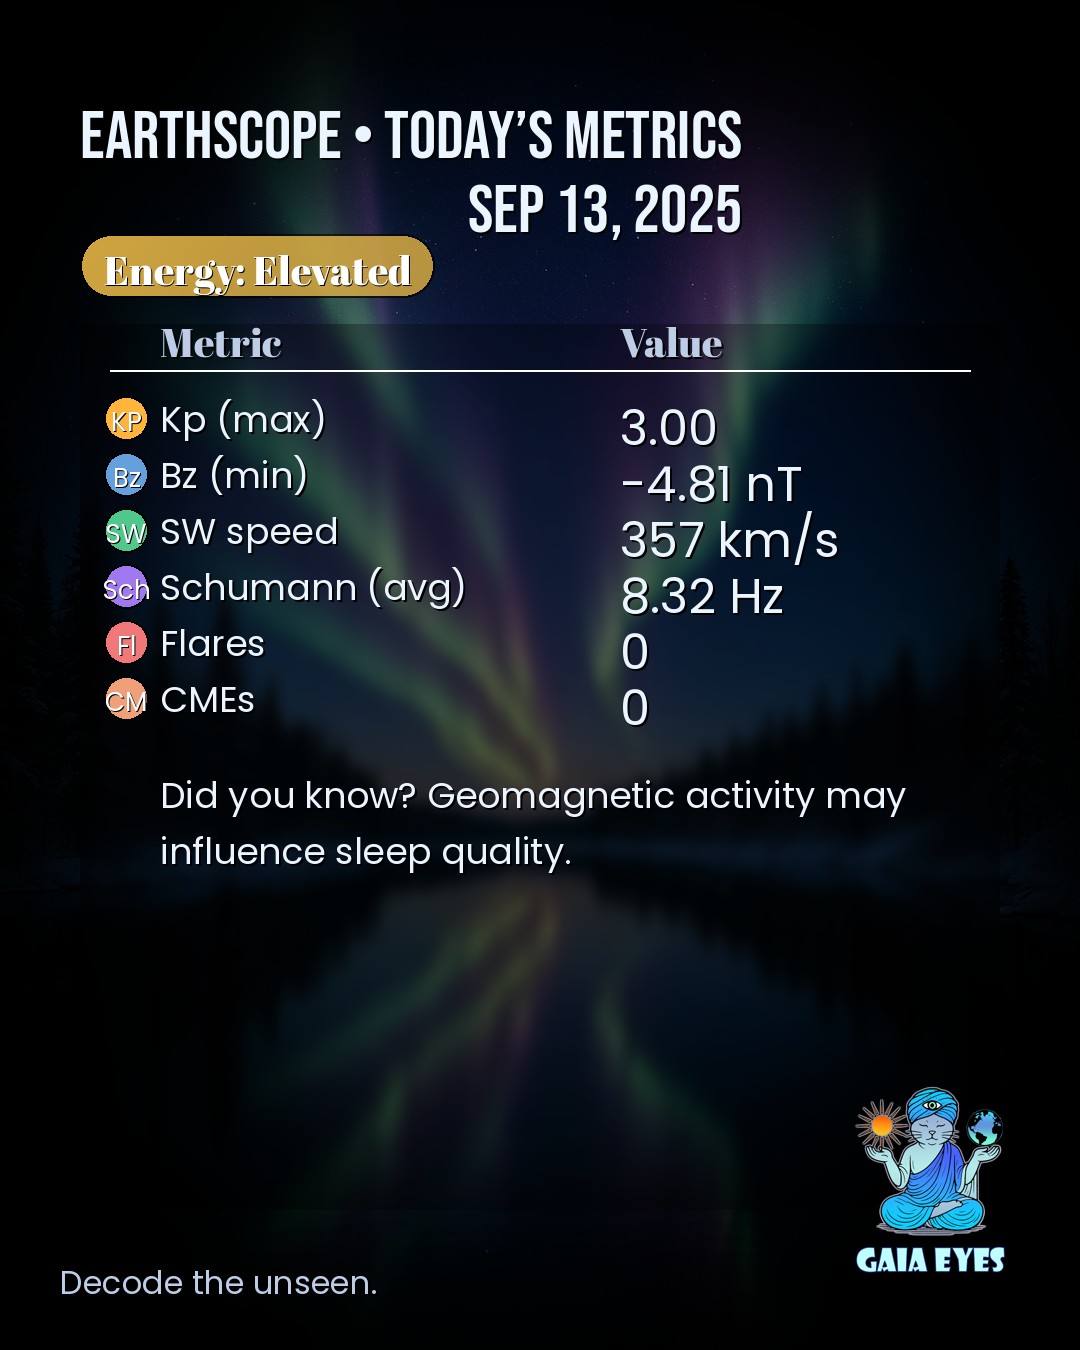 EARTHSCOPE • TODAY’S METRICS
SEP 13, 2025
Energy: Elevated
Metric Value
KP Kp (max) 3.00
Bz Bz (min) -4.81 nT
SW SW speed 357 km/s
Sch Schumann (avg) 8.32 Hz
Fl Flares 0
CM CMEs 0
Did you know? Geomagnetic activity may
influence sleep quality.
GAIA EYES
Decode the unseen.